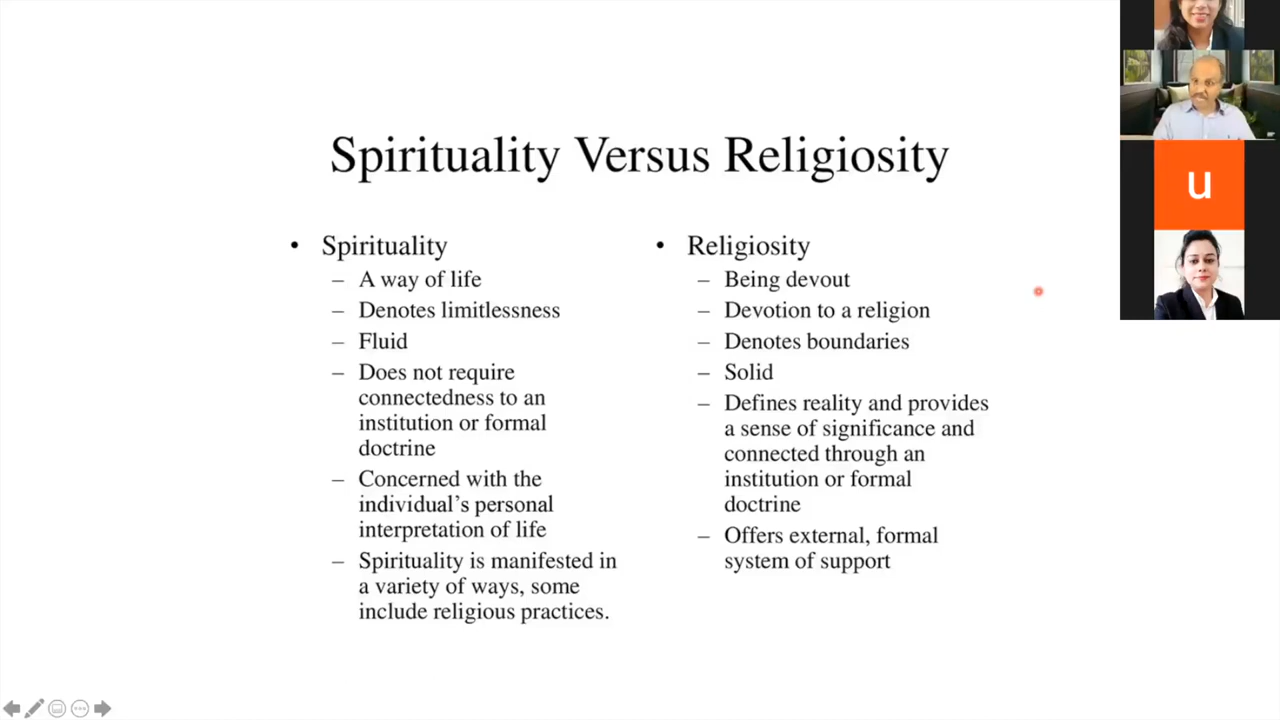 Spirituality Versus Religiosity
• Spirituality
– A way of life
– Denotes limitlessness
– Fluid
– Does not require
connectedness to an
institution or formal
doctrine
– Concerned with the
individual's personal
interpretation of life
– Spirituality is manifested in
a variety of ways, some
include religious practices.
• Religiosity
– Being devout
– Devotion to a religion
– Denotes boundaries
– Solid
– Defines reality and provides
a sense of significance and
connected through an
institution or formal
doctrine
– Offers external, formal
system of support
u